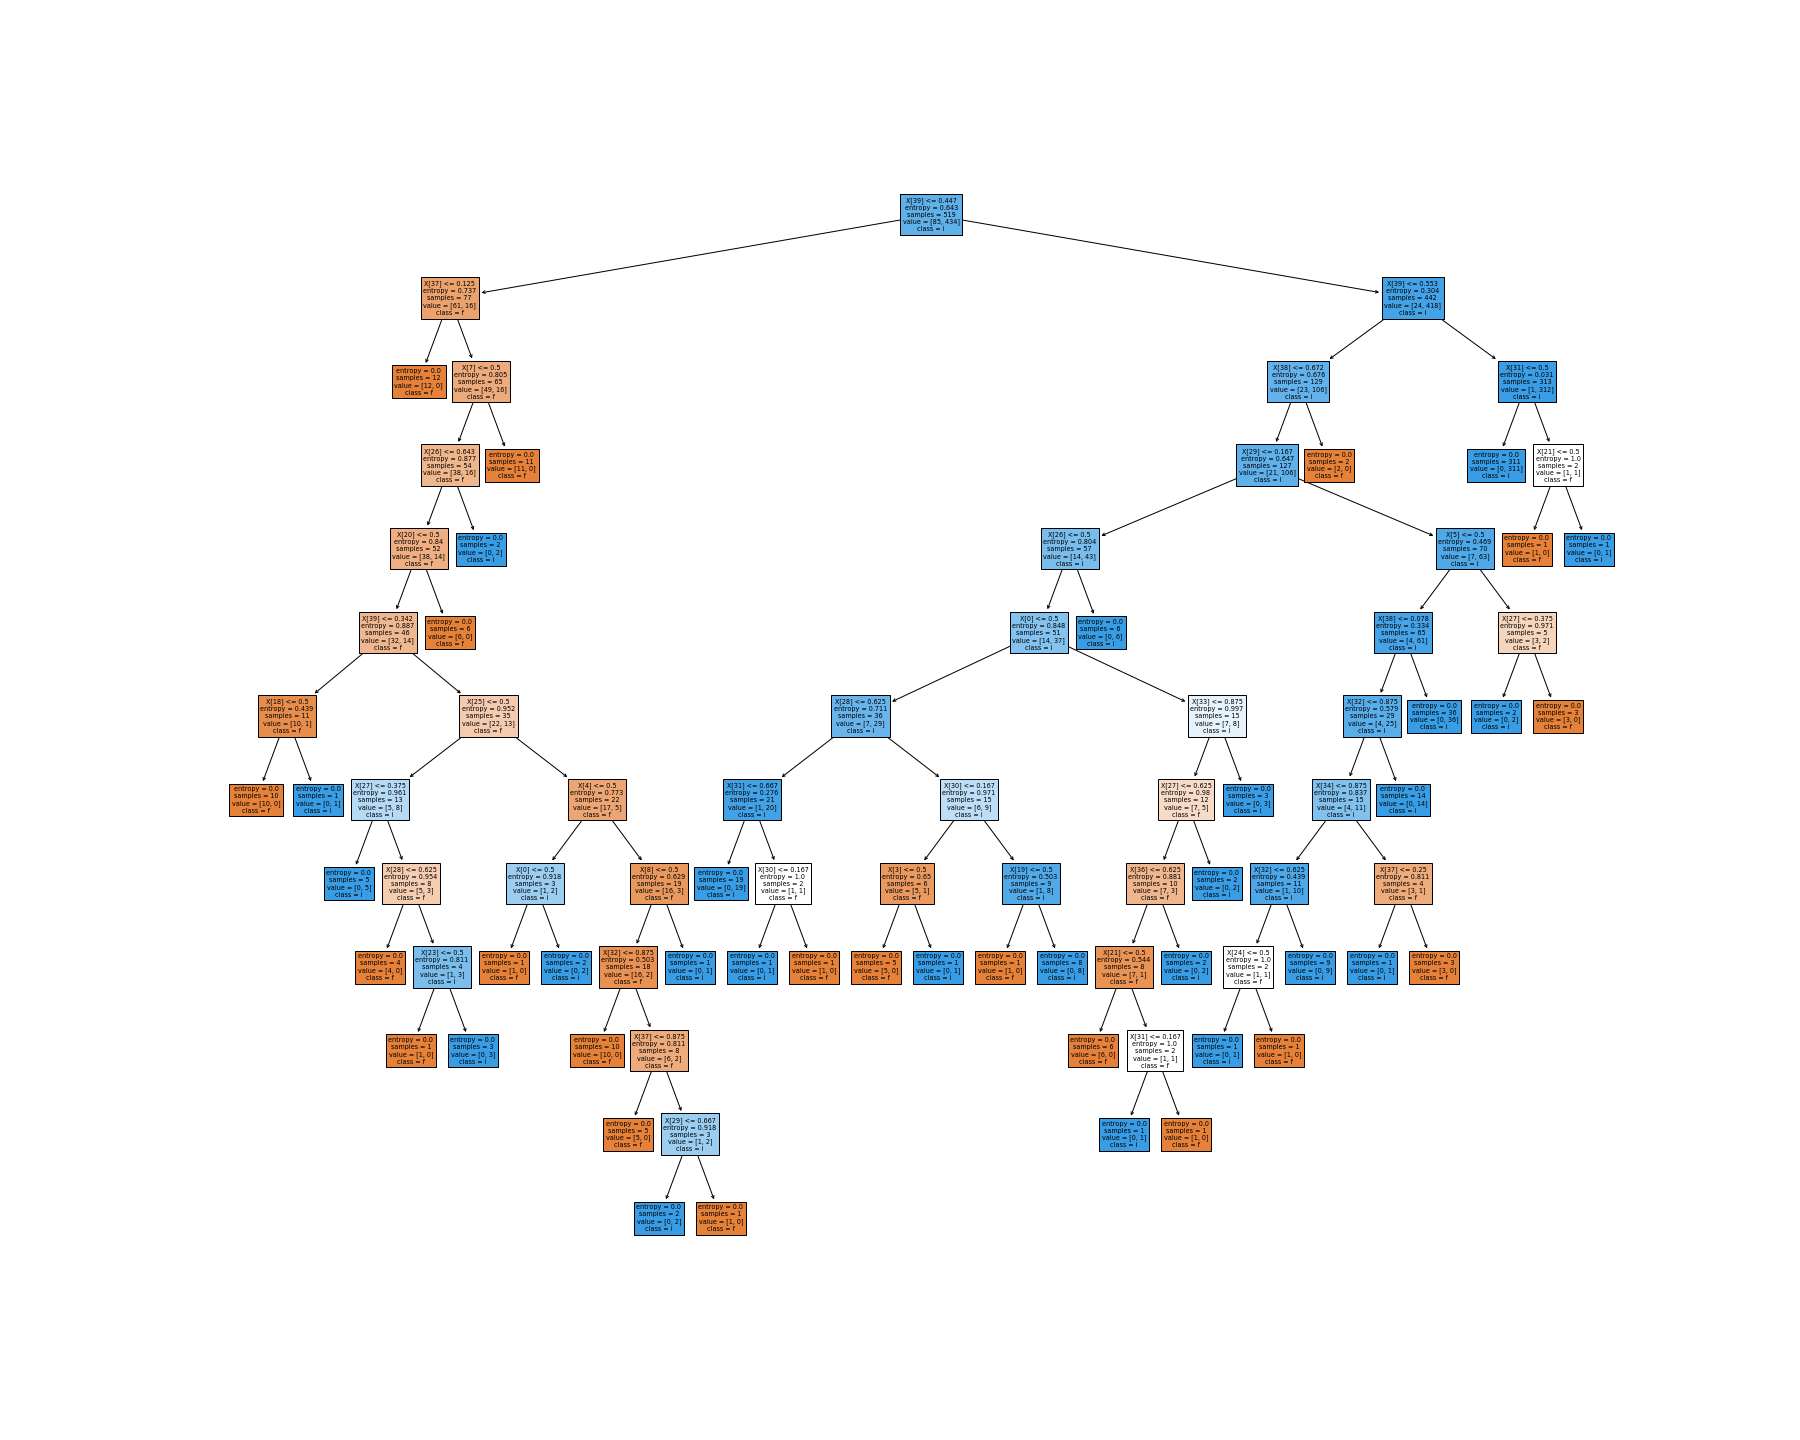 X[39] <= 0.447
entropy = 0.643
samples = 519
value = [85, 434]
class = i
X[37] <= 0.125
entropy = 0.737
samples = 77
value = [61, 16]
class = f
X[39] <= 0.553
entropy = 0.304
samples = 442
value = [24, 418]
class = i
entropy = 0.0
samples = 12
value = [12, 0]
class = f
X[7] <= 0.5
entropy = 0.805
samples = 65
value = [49, 16]
class = f
X[38] <= 0.672
entropy = 0.676
samples = 129
value = [23, 106]
class = i
X[31] <= 0.5
entropy = 0.031
samples = 313
value = [1, 312]
class = i
X[26] <= 0.643
entropy = 0.877
samples = 54
value = [38, 16]
class = f
entropy = 0.0
samples = 11
value = [11, 0]
class = f
X[29] <= 0.167
entropy = 0.647
samples = 127
value = [21, 106]
class = i
entropy = 0.0
samples = 2
value = [2, 0]
class = f
entropy = 0.0
samples = 311
value = [0, 311]
class = i
X[21] <= 0.5
entropy = 1.0
samples = 2
value = [1, 1]
class = f
X[20] <= 0.5
entropy = 0.84
samples = 52
value = [38, 14]
class = f
entropy = 0.0
samples = 2
value = [0, 2]
class = i
X[26] <= 0.5
entropy = 0.804
samples = 57
value = [14, 43]
class = i
X[5] <= 0.5
entropy = 0.469
samples = 70
value = [7, 63]
class = i
entropy = 0.0
samples = 1
value = [1, 0]
class = f
entropy = 0.0
samples = 1
value = [0, 1]
class = i
X[39] <= 0.342
entropy = 0.887
samples = 46
value = [32, 14]
class = f
entropy = 0.0
samples = 6
value = [6, 0]
class = f
X[0] <= 0.5
entropy = 0.848
samples = 51
value = [14, 37]
class = i
entropy = 0.0
samples = 6
value = [0, 6]
class = i
X[38] <= 0.078
entropy = 0.334
samples = 65
value = [4, 61]
class = i
X[27] <= 0.375
entropy = 0.971
samples = 5
value = [3, 2]
class = f
X[18] <= 0.5
entropy = 0.439
samples = 11
value = [10, 1]
class = f
X[25] <= 0.5
entropy = 0.952
samples = 35
value = [22, 13]
class = f
X[28] <= 0.625
entropy = 0.711
samples = 36
value = [7, 29]
class = i
X[33] <= 0.875
entropy = 0.997
samples = 15
value = [7, 8]
class = i
X[32] <= 0.875
entropy = 0.579
samples = 29
value = [4, 25]
class = i
entropy = 0.0
samples = 36
value = [0, 36]
class = i
entropy = 0.0
samples = 2
value = [0, 2]
class = i
entropy = 0.0
samples = 3
value = [3, 0]
class = f
entropy = 0.0
samples = 10
value = [10, 0]
class = f
entropy = 0.0
samples = 1
value = [0, 1]
class = i
X[27] <= 0.375
entropy = 0.961
samples = 13
value = [5, 8]
class = i
X[4] <= 0.5
entropy = 0.773
samples = 22
value = [17, 5]
class = f
X[31] <= 0.667
entropy = 0.276
samples = 21
value = [1, 20]
class = i
X[30] <= 0.167
entropy = 0.971
samples = 15
value = [6, 9]
class = i
X[27] <= 0.625
entropy = 0.98
samples = 12
value = [7, 5]
class = f
entropy = 0.0
samples = 3
value = [0, 3]
class = i
X[34] <= 0.875
entropy = 0.837
samples = 15
value = [4, 11]
class = i
entropy = 0.0
samples = 14
value = [0, 14]
class = i
entropy = 0.0
samples = 5
value = [0, 5]
class = i
X[28] <= 0.625
entropy = 0.954
samples = 8
value = [5, 3]
class = f
X[0] <= 0.5
entropy = 0.918
samples = 3
value = [1, 2]
class = i
X[8] <= 0.5
entropy = 0.629
samples = 19
value = [16, 3]
class = f
entropy = 0.0
samples = 19
value = [0, 19]
class = i
X[30] <= 0.167
entropy = 1.0
samples = 2
value = [1, 1]
class = f
X[3] <= 0.5
entropy = 0.65
samples = 6
value = [5, 1]
class = f
X[19] <= 0.5
entropy = 0.503
samples = 9
value = [1, 8]
class = i
X[36] <= 0.625
entropy = 0.881
samples = 10
value = [7, 3]
class = f
entropy = 0.0
samples = 2
value = [0, 2]
class = i
X[32] <= 0.625
entropy = 0.439
samples = 11
value = [1, 10]
class = i
X[37] <= 0.25
entropy = 0.811
samples = 4
value = [3, 1]
class = f
entropy = 0.0
samples = 4
value = [4, 0]
class = f
X[23] <= 0.5
entropy = 0.811
samples = 4
value = [1, 3]
class = i
entropy = 0.0
samples = 1
value = [1, 0]
class = f
entropy = 0.0
samples = 2
value = [0, 2]
class = i
X[32] <= 0.875
entropy = 0.503
samples = 18
value = [16, 2]
class = f
entropy = 0.0
samples = 1
value = [0, 1]
class = i
entropy = 0.0
samples = 1
value = [0, 1]
class = i
entropy = 0.0
samples = 1
value = [1, 0]
class = f
entropy = 0.0
samples = 5
value = [5, 0]
class = f
entropy = 0.0
samples = 1
value = [0, 1]
class = i
entropy = 0.0
samples = 1
value = [1, 0]
class = f
entropy = 0.0
samples = 8
value = [0, 8]
class = i
X[21] <= 0.5
entropy = 0.544
samples = 8
value = [7, 1]
class = f
entropy = 0.0
samples = 2
value = [0, 2]
class = i
X[24] <= 0.5
entropy = 1.0
samples = 2
value = [1, 1]
class = f
entropy = 0.0
samples = 9
value = [0, 9]
class = i
entropy = 0.0
samples = 1
value = [0, 1]
class = i
entropy = 0.0
samples = 3
value = [3, 0]
class = f
entropy = 0.0
samples = 1
value = [1, 0]
class = f
entropy = 0.0
samples = 3
value = [0, 3]
class = i
entropy = 0.0
samples = 10
value = [10, 0]
class = f
X[37] <= 0.875
entropy = 0.811
samples = 8
value = [6, 2]
class = f
entropy = 0.0
samples = 6
value = [6, 0]
class = f
X[31] <= 0.167
entropy = 1.0
samples = 2
value = [1, 1]
class = f
entropy = 0.0
samples = 1
value = [0, 1]
class = i
entropy = 0.0
samples = 1
value = [1, 0]
class = f
entropy = 0.0
samples = 5
value = [5, 0]
class = f
X[29] <= 0.667
entropy = 0.918
samples = 3
value = [1, 2]
class = i
entropy = 0.0
samples = 1
value = [0, 1]
class = i
entropy = 0.0
samples = 1
value = [1, 0]
class = f
entropy = 0.0
samples = 2
value = [0, 2]
class = i
entropy = 0.0
samples = 1
value = [1, 0]
class = f